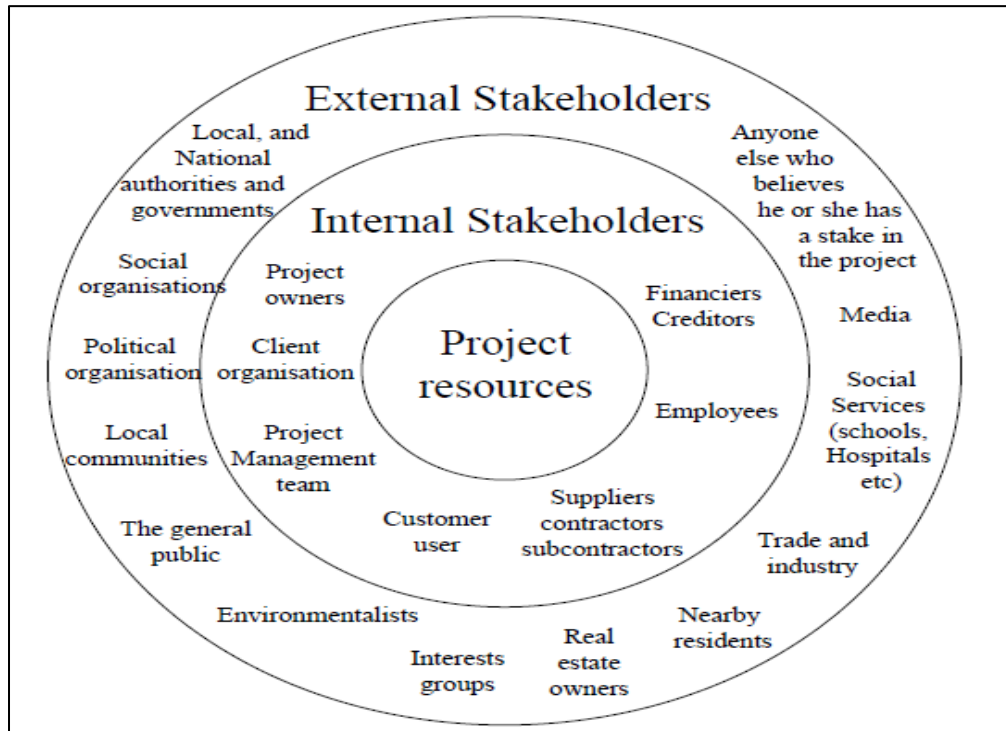 External Stakeholders
Local, and
National
authorities and
governments
Anyone
else who
believes
he or she has
a stake in
the project
Internal Stakeholders
Social
organisations
Project
owners
Financiers
Creditors
Media
Project
resources
Political
organisation
Client
organisation
Social
Services
(schools,
Hospitals
etc)
Employees
Local
communities
Project
Management
team
Suppliers
contractors
subcontractors
Customer
user
The general
public
Trade and
industry
Environmentalists
Nearby
residents
Real
estate
owners
Interests
groups